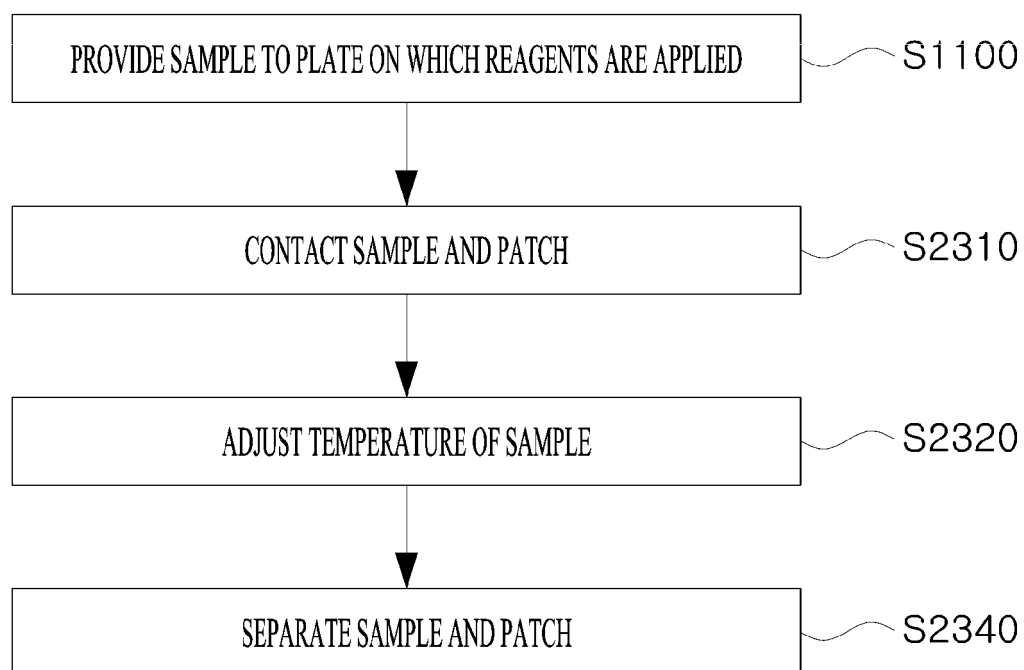 PROVIDE SAMPLE TO PLATE ON WHICH REAGENTS ARE APPLIED S1100
CONTACT SAMPLE AND PATCH S2310
ADJUST TEMPERATURE OF SAMPLE S2320
SEPARATE SAMPLE AND PATCH S2340